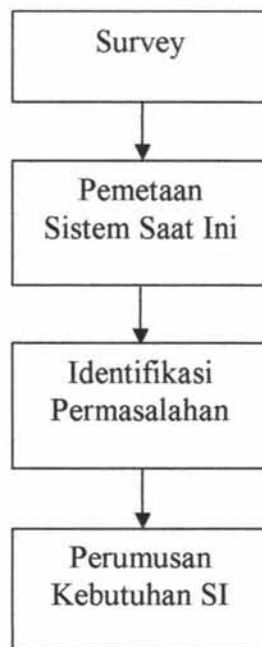 Survey
Pemetaan
Sistem Saat Ini
Identifikasi
Permasalahan
Perumusan
Kebutuhan SI